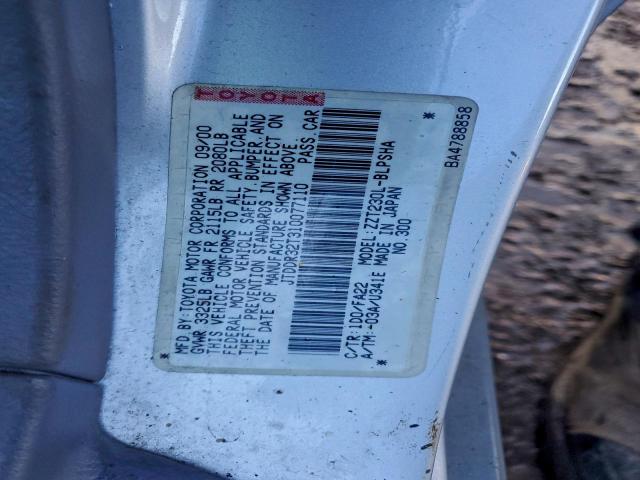 TOYOTA
MFD. BY: TOYOTA MOTOR CORPORATION 09/00
GVWR 3325LB GAWR FR 2115LB RR 2080LB
THIS VEHICLE CONFORMS TO ALL APPLICABLE
FEDERAL MOTOR VEHICLE SAFETY, BUMPER, AND
THEFT PREVENTION STANDARDS IN EFFECT ON
THE DATE OF MANUFACTURE SHOWN ABOVE.
JTDDR32T310077110 PASS. CAR
C/TR: 1D0/FA22 MODEL: ZZT230L-BLPSHA
A/TM: -03A/U341E MADE IN JAPAN
* NO. 300 *
BA4788858